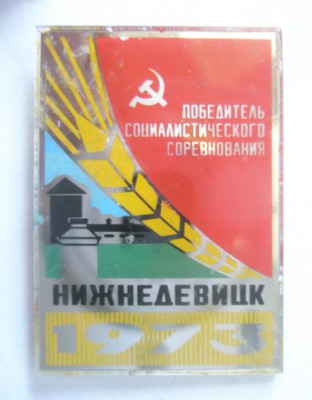 ПОБЕДИТЕЛЬ
СОЦИАЛИСТИЧЕСКОГО
СОРЕВНОВАНИЯ
НИЖНЕДЕВИЦК
1973